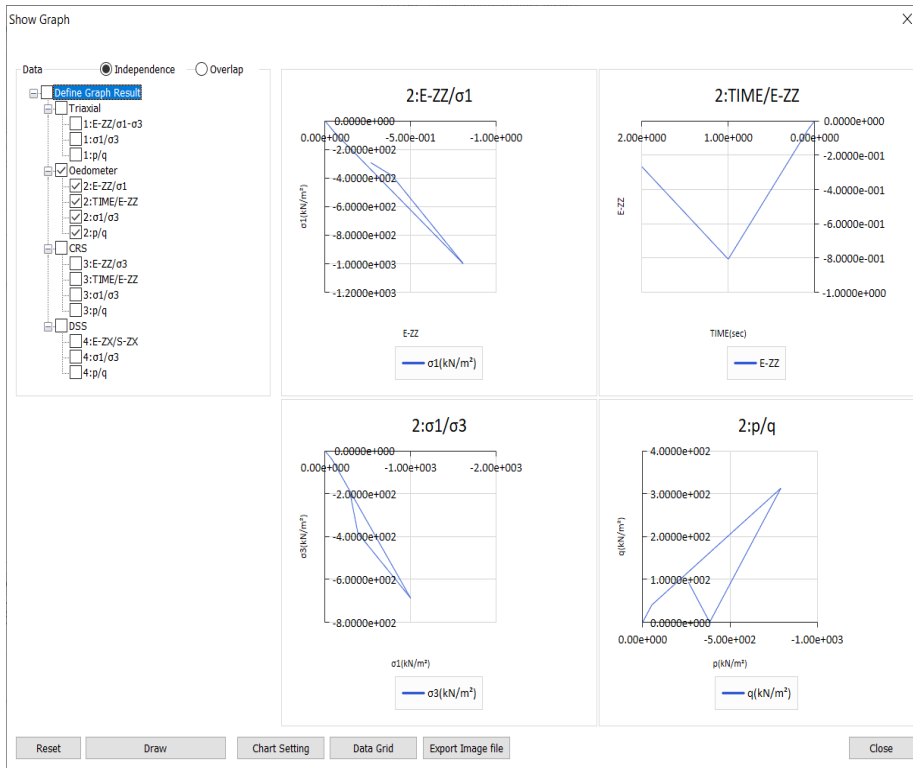 Show Graph
Data Independence Overlap
Define Graph Result
Triaxial
1:E-ZZ/σ1-σ3
1:σ1/σ3
1:p/q
Oedometer
2:E-ZZ/σ1
2:TIME/E-ZZ
2:σ1/σ3
2:p/q
CRS
3:E-ZZ/σ3
3:TIME/E-ZZ
3:σ1/σ3
3:p/q
DSS
4:E-ZX/S-ZX
4:σ1/σ3
4:p/q
2:E-ZZ/σ1
0.0000e+000
0.00e+000 -5.00e-001 -1.00e+000
-2.0000e+002
-4.0000e+002
-6.0000e+002
-8.0000e+002
-1.0000e+003
-1.2000e+003
σ1(kN/m²)
E-ZZ
σ1(kN/m²)
2:TIME/E-ZZ
0.0000e+000
2.00e+000 1.00e+000 0.00e+000
-2.0000e-001
-4.0000e-001
-6.0000e-001
-8.0000e-001
-1.0000e+000
E-ZZ
TIME(sec)
E-ZZ
2:σ1/σ3
0.0000e+000
0.00e+000 -1.00e+003 -2.00e+003
-2.0000e+002
-4.0000e+002
-6.0000e+002
-8.0000e+002
σ3(kN/m²)
σ1(kN/m²)
σ3(kN/m²)
2:p/q
4.0000e+002
3.0000e+002
2.0000e+002
1.0000e+002
0.0000e+000
0.00e+000 -5.00e+002 -1.00e+003
q(kN/m²)
p(kN/m²)
q(kN/m²)
Reset Draw Chart Setting Data Grid Export Image file Close